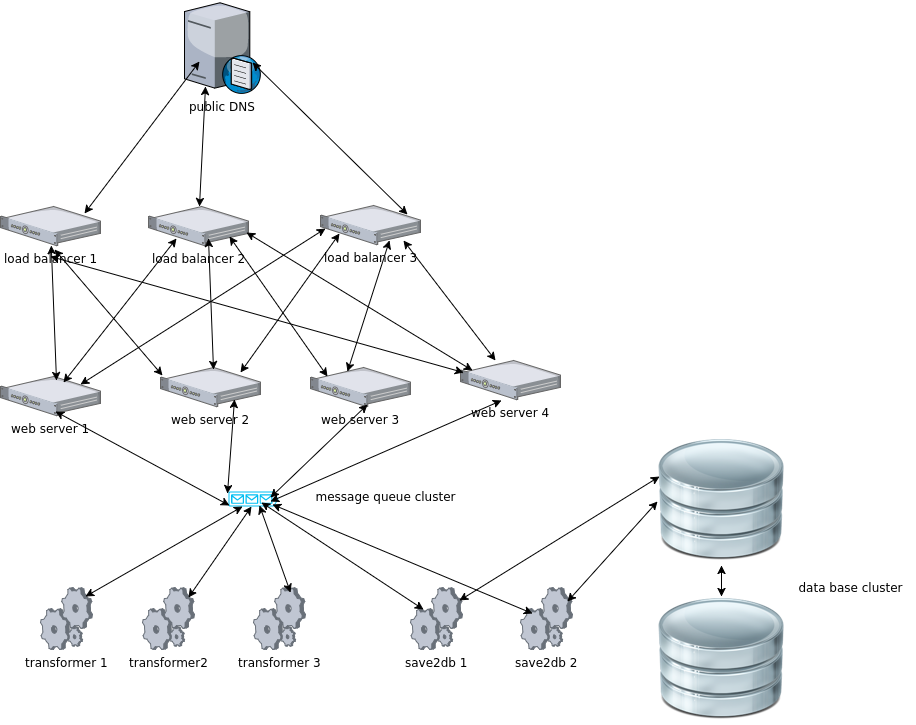 public DNS
load balancer 1
load balancer 2
load balancer 3
web server 1
web server 2
web server 3
web server 4
message queue cluster
data base cluster
transformer 1
transformer2
transformer 3
save2db 1
save2db 2